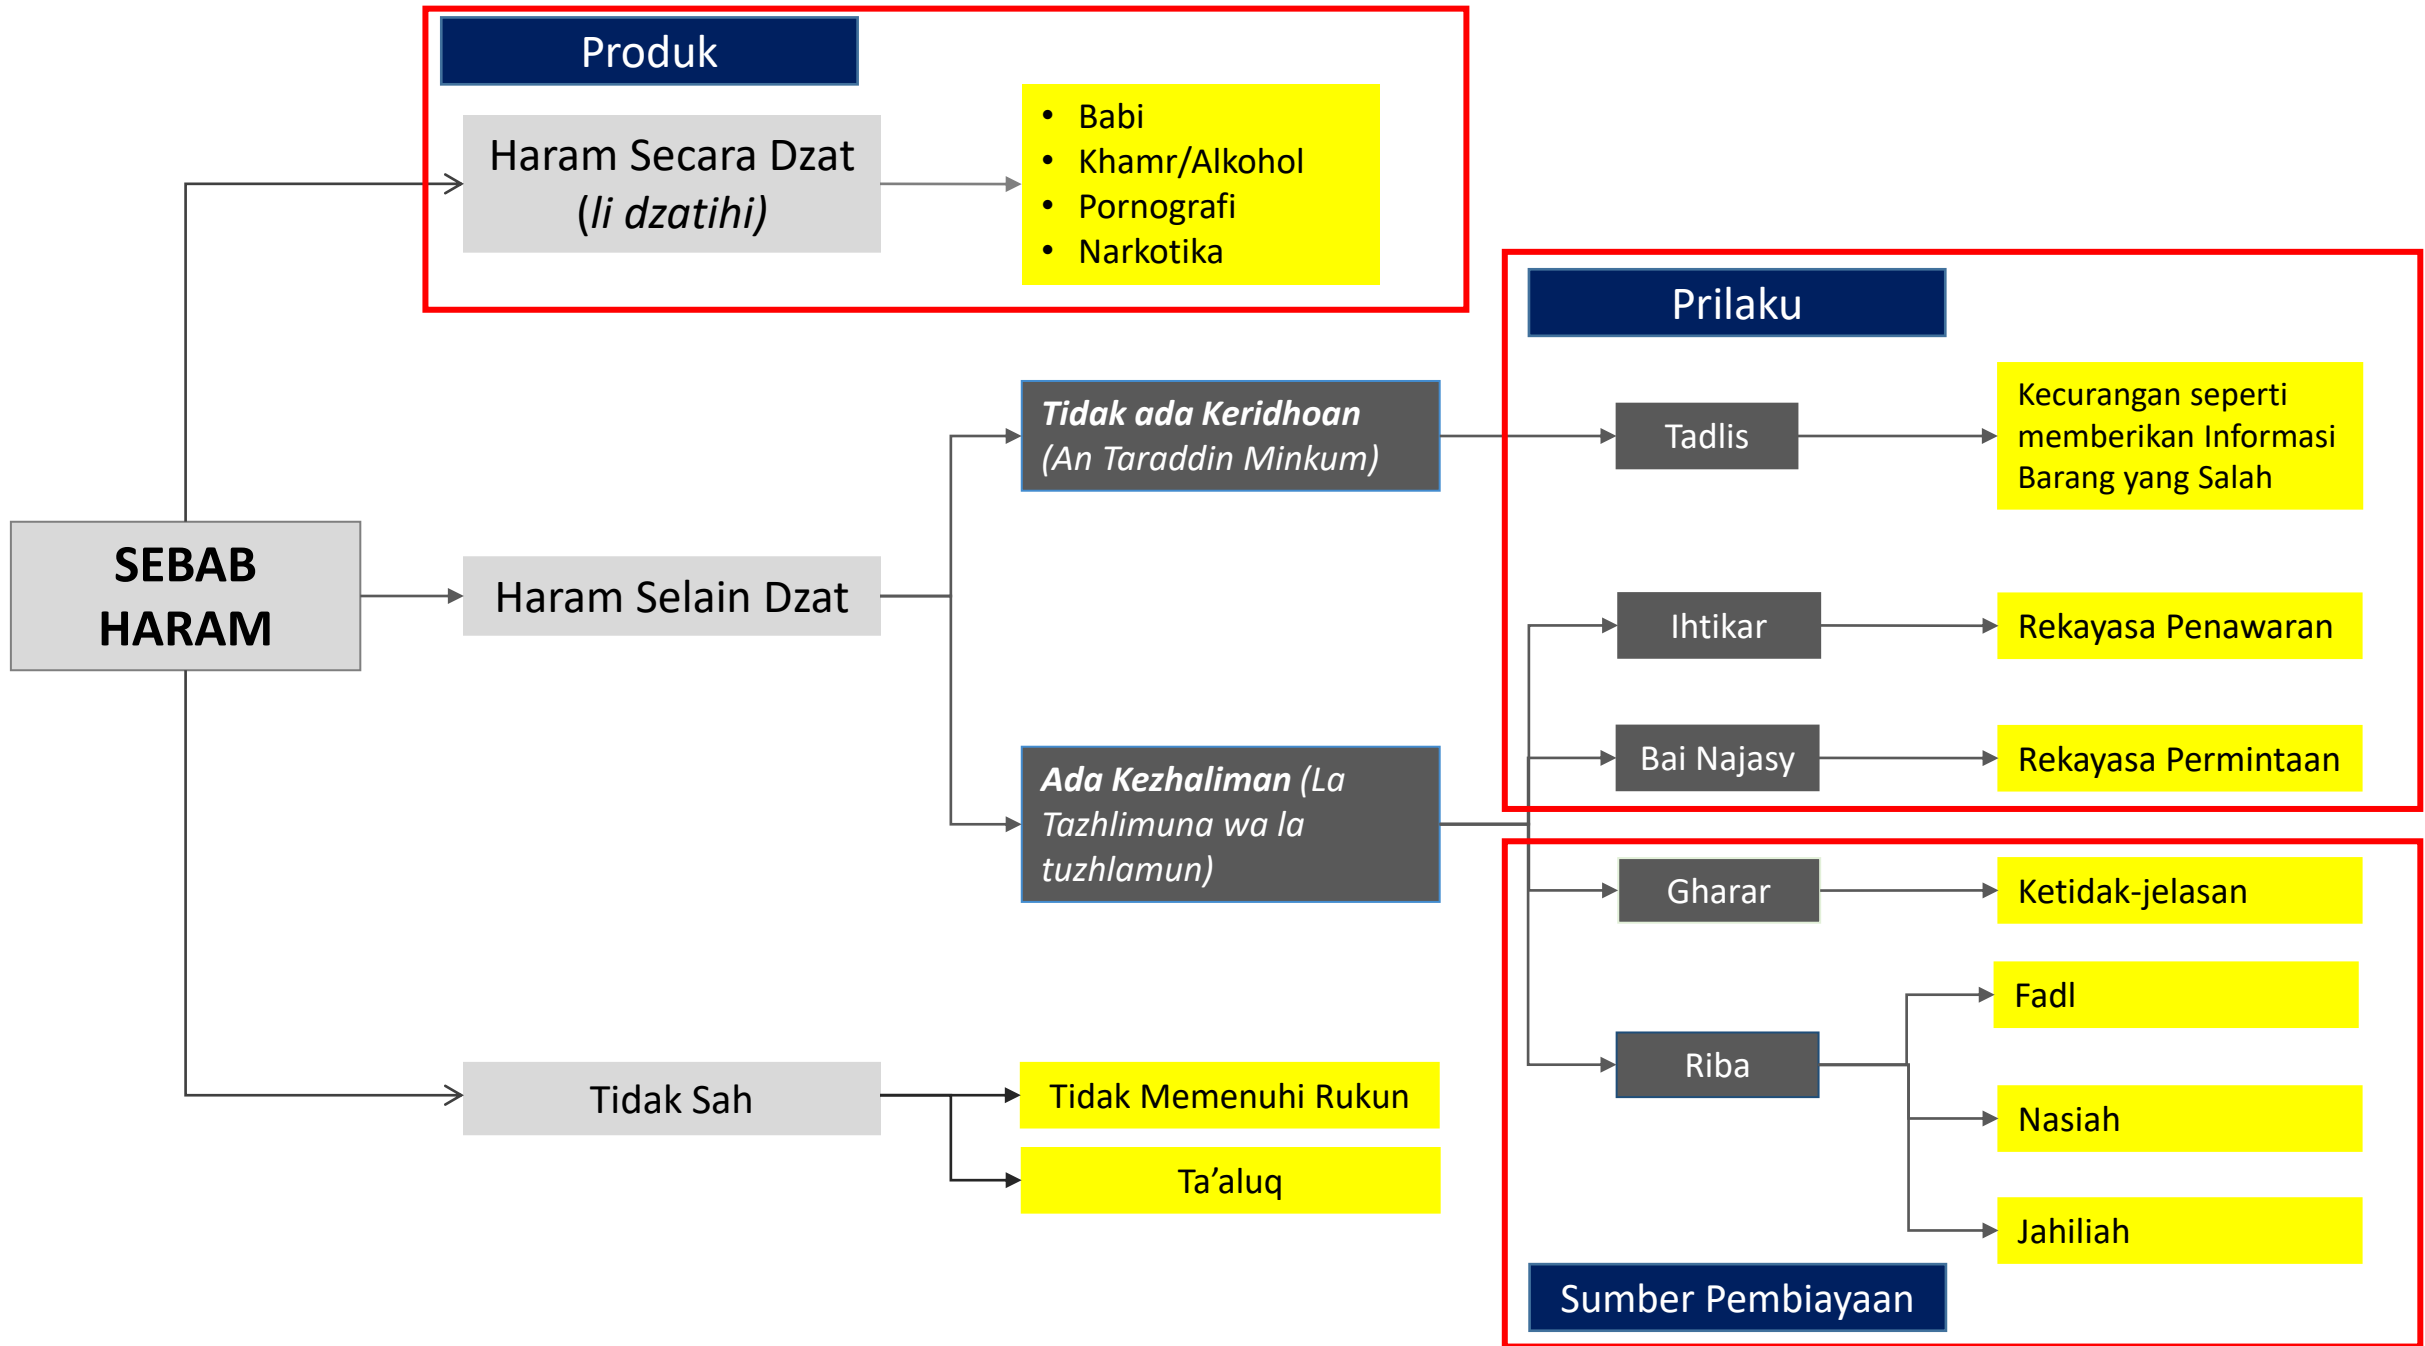 Produk
Haram Secara Dzat
(li dzatihi)
• Babi
• Khamr/Alkohol
• Pornografi
• Narkotika
Prilaku
Tidak ada Keridhoan
(An Taraddin Minkum)
Tadlis
Kecurangan seperti
memberikan Informasi
Barang yang Salah
SEBAB
HARAM
Haram Selain Dzat
Ihtikar
Rekayasa Penawaran
Bai Najasy
Rekayasa Permintaan
Ada Kezhaliman (La
Tazhlimuna wa la
tuzhlamun)
Gharar
Ketidak-jelasan
Fadl
Riba
Nasiah
Jahiliah
Tidak Sah
Tidak Memenuhi Rukun
Ta’aluq
Sumber Pembiayaan